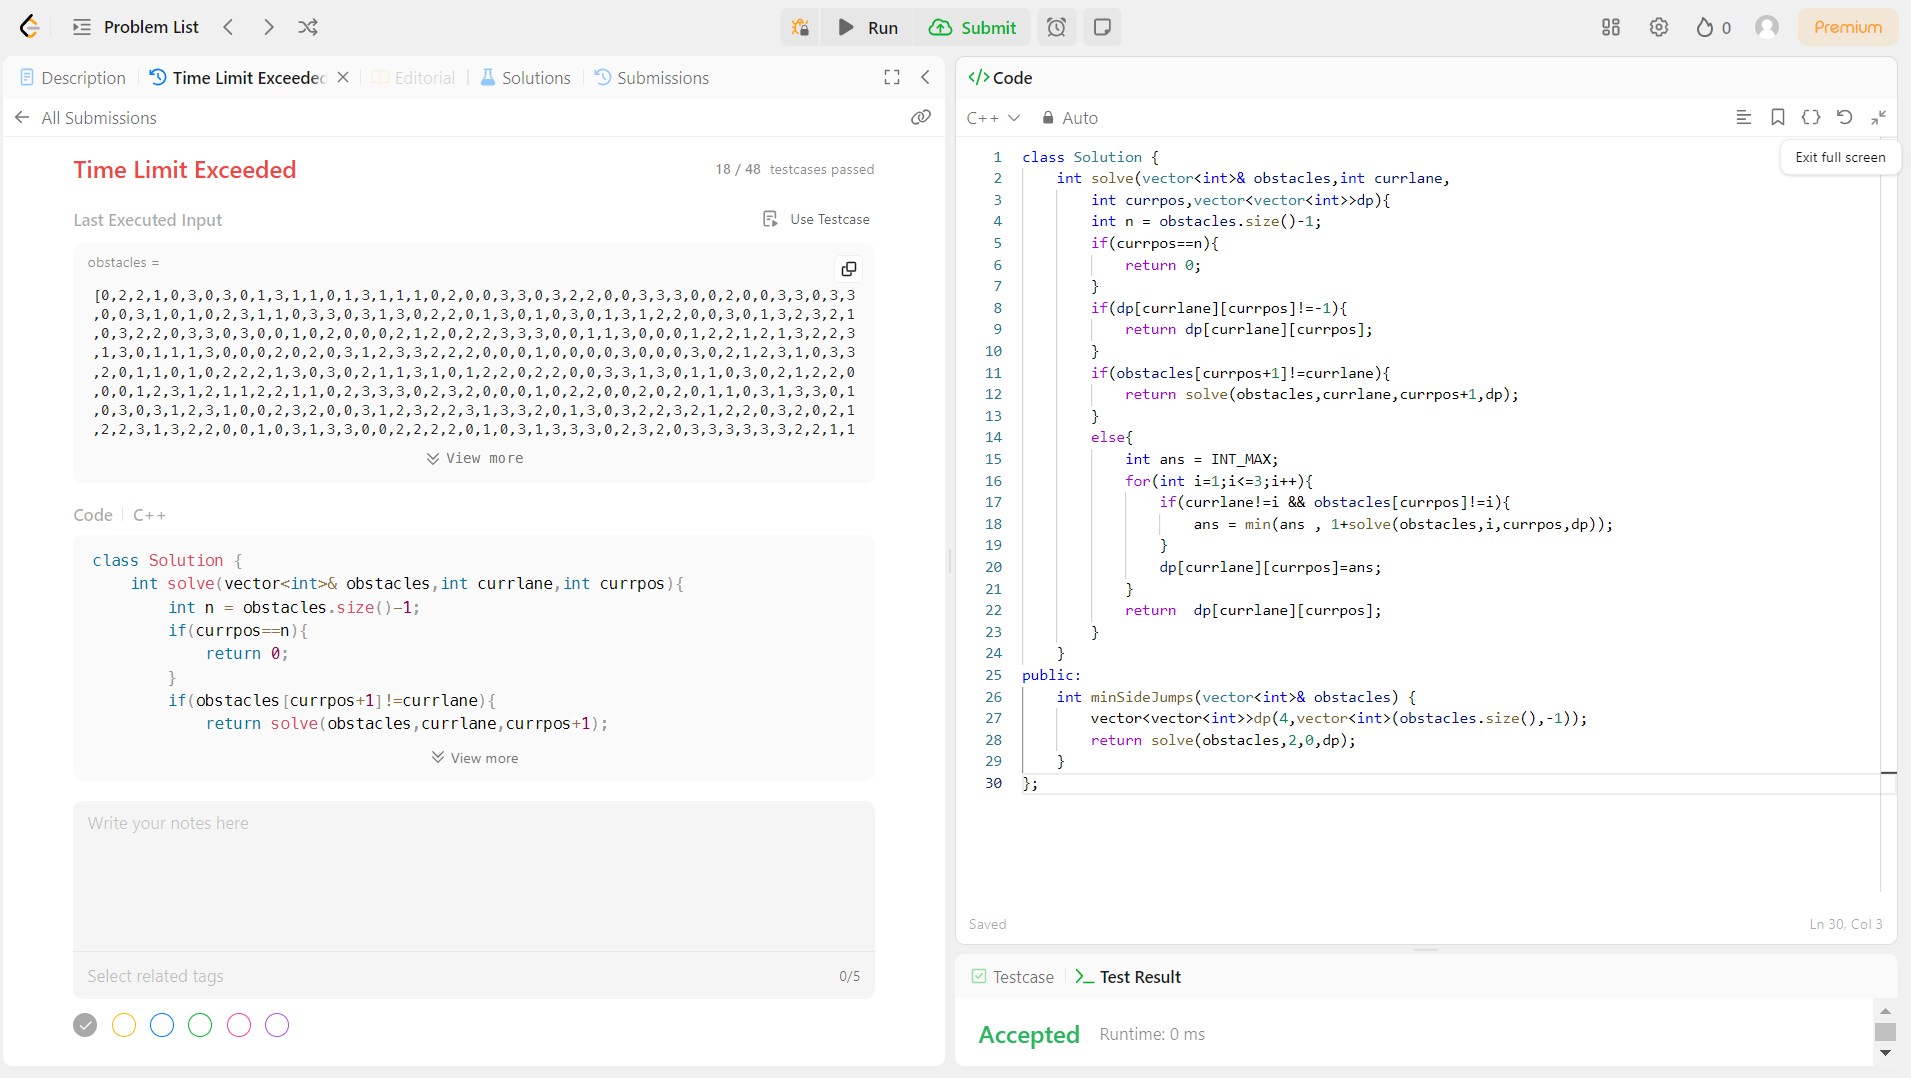 Problem List
Run
Submit
0
Premium
Description
Time Limit Exceeded
Editorial
Solutions
Submissions
All Submissions
Time Limit Exceeded
18 / 48 testcases passed
Last Executed Input
Use Testcase
obstacles =
[0,2,2,1,0,3,0,3,0,1,3,1,1,0,1,3,1,1,1,0,2,0,0,3,3,0,3,2,2,0,0,3,3,3,0,0,2,0,0,3,3,0,3,3
,0,0,3,1,0,1,0,2,3,1,1,0,3,3,0,3,1,3,0,2,2,0,1,3,0,1,0,3,0,1,3,1,2,2,0,0,3,0,1,3,2,3,2,1
,0,3,2,2,0,3,3,0,3,0,0,1,0,2,0,0,0,2,1,2,0,2,2,3,3,3,0,0,1,1,3,0,0,0,1,2,2,1,2,1,3,2,2,3
,1,3,0,1,1,1,3,0,0,0,2,0,2,0,3,1,2,3,3,2,2,2,0,0,0,1,0,0,0,0,3,0,0,0,3,0,2,1,2,3,1,0,3,3
,2,0,1,1,0,1,0,2,2,2,1,3,0,3,0,2,1,1,3,1,0,1,2,2,0,2,2,0,0,3,3,1,3,0,1,1,0,3,0,2,1,2,2,0
,0,0,1,2,3,1,2,1,1,2,2,1,1,0,2,3,3,3,0,2,3,2,0,0,0,1,0,2,2,0,0,2,0,2,0,1,1,0,3,1,3,3,0,1
,0,3,0,3,1,2,3,1,0,0,2,3,2,0,0,3,1,2,3,2,2,3,1,3,3,2,0,1,3,0,3,2,2,3,2,1,2,2,0,3,2,0,2,1
,2,2,3,1,3,2,2,0,0,1,0,3,1,3,3,0,0,2,2,2,2,0,1,0,3,1,3,3,3,0,2,3,2,0,3,3,3,3,3,3,2,2,1,1
View more
Code
C++
class Solution {
int solve(vector<int>& obstacles,int currlane,int currpos){
int n = obstacles.size()-1;
if(currpos==n){
return 0;
}
if(obstacles[currpos+1]!=currlane){
return solve(obstacles,currlane,currpos+1);
View more
Write your notes here
Select related tags
0/5
Code
C++
Auto
Exit full screen
1 class Solution {
2 int solve(vector<int>& obstacles,int currlane,
3 int currpos,vector<vector<int>>dp){
4 int n = obstacles.size()-1;
5 if(currpos==n){
6 return 0;
7 }
8 if(dp[currlane][currpos]!=-1){
9 return dp[currlane][currpos];
10 }
11 if(obstacles[currpos+1]!=currlane){
12 return solve(obstacles,currlane,currpos+1,dp);
13 }
14 else{
15 int ans = INT_MAX;
16 for(int i=1;i<=3;i++){
17 if(currlane!=i && obstacles[currpos]!=i){
18 ans = min(ans , 1+solve(obstacles,i,currpos,dp));
19 }
20 dp[currlane][currpos]=ans;
21 }
22 return  dp[currlane][currpos];
23 }
24 }
25 public:
26 int minSideJumps(vector<int>& obstacles) {
27 vector<vector<int>>dp(4,vector<int>(obstacles.size(),-1));
28 return solve(obstacles,2,0,dp);
29 }
30 };
Saved
Ln 30, Col 3
Testcase
Test Result
Accepted
Runtime: 0 ms